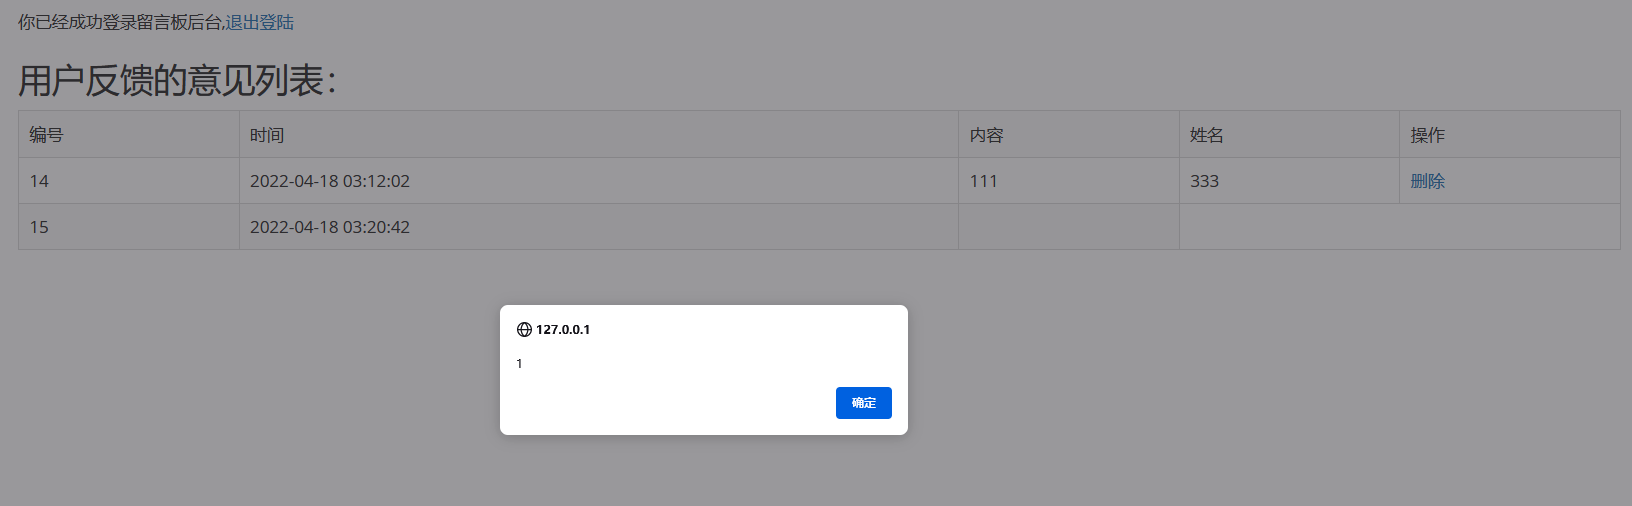 你已经成功登录留言板后台,退出登陆
用户反馈的意见列表：
编号 时间 内容 姓名 操作
14 2022-04-18 03:12:02 111 333 删除
15 2022-04-18 03:20:42
127.0.0.1
1
确定